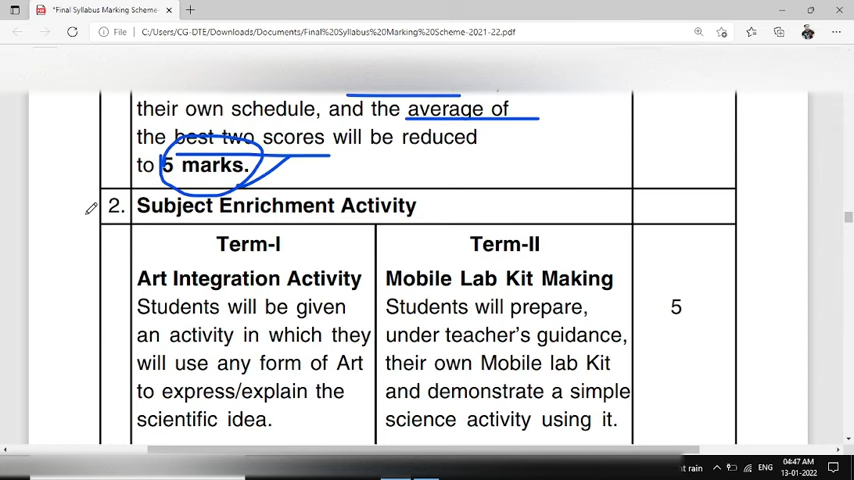 *Final Syllabus Marking Scheme-
File
C:/Users/CG-DTE/Downloads/Documents/Final%20Syllabus%20Marking%20Scheme-2021-22.pdf
their own schedule, and the average of
the best two scores will be reduced
to 5 marks.
2. Subject Enrichment Activity
Term-I
Art Integration Activity
Students will be given
an activity in which they
will use any form of Art
to express/explain the
scientific idea.
Term-II
Mobile Lab Kit Making
Students will prepare,
under teacher's guidance,
their own Mobile lab Kit
and demonstrate a simple
science activity using it.
5
rain
ENG
04:47 AM
13-01-2022